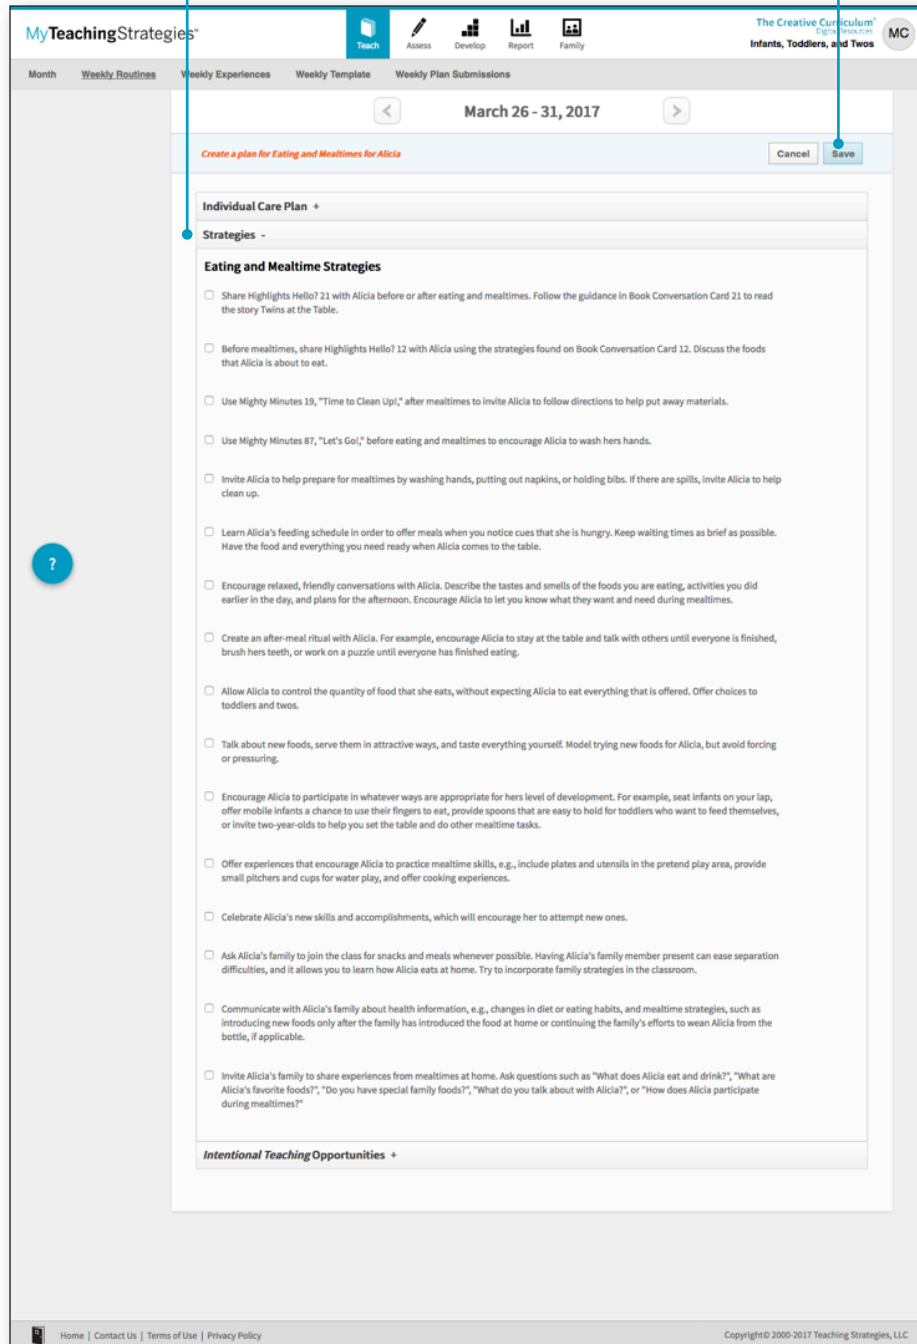 MyTeachingStrategies™
Teach
Assess
Develop
Report
Family
The Creative Curriculum®
Digital Resources
Infants, Toddlers, and Twos
MC
Month
Weekly Routines
Weekly Experiences
Weekly Template
Weekly Plan Submissions
<
March 26 - 31, 2017
>
Create a plan for Eating and Mealtimes for Alicia
Cancel
Save
Individual Care Plan +
Strategies -
Eating and Mealtime Strategies
Share Highlights Hello? 21 with Alicia before or after eating and mealtimes. Follow the guidance in Book Conversation Card 21 to read
the story Twins at the Table.
Before mealtimes, share Highlights Hello? 12 with Alicia using the strategies found on Book Conversation Card 12. Discuss the foods
that Alicia is about to eat.
Use Mighty Minutes 19, "Time to Clean Up!," after mealtimes to invite Alicia to follow directions to help put away materials.
Use Mighty Minutes 87, "Let's Go!," before eating and mealtimes to encourage Alicia to wash hers hands.
Invite Alicia to help prepare for mealtimes by washing hands, putting out napkins, or holding bibs. If there are spills, invite Alicia to help
clean up.
Learn Alicia's feeding schedule in order to offer meals when you notice cues that she is hungry. Keep waiting times as brief as possible.
Have the food and everything you need ready when Alicia comes to the table.
?
Encourage relaxed, friendly conversations with Alicia. Describe the tastes and smells of the foods you are eating, activities you did
earlier in the day, and plans for the afternoon. Encourage Alicia to let you know what they want and need during mealtimes.
Create an after-meal ritual with Alicia. For example, encourage Alicia to stay at the table and talk with others until everyone is finished,
brush hers teeth, or work on a puzzle until everyone has finished eating.
Allow Alicia to control the quantity of food that she eats, without expecting Alicia to eat everything that is offered. Offer choices to
toddlers and twos.
Talk about new foods, serve them in attractive ways, and taste everything yourself. Model trying new foods for Alicia, but avoid forcing
or pressuring.
Encourage Alicia to participate in whatever ways are appropriate for hers level of development. For example, seat infants on your lap,
offer mobile infants a chance to use their fingers to eat, provide spoons that are easy to hold for toddlers who want to feed themselves,
or invite two-year-olds to help you set the table and do other mealtime tasks.
Offer experiences that encourage Alicia to practice mealtime skills, e.g., include plates and utensils in the pretend play area, provide
small pitchers and cups for water play, and offer cooking experiences.
Celebrate Alicia's new skills and accomplishments, which will encourage her to attempt new ones.
Ask Alicia's family to join the class for snacks and meals whenever possible. Having Alicia's family member present can ease separation
difficulties, and it allows you to learn how Alicia eats at home. Try to incorporate family strategies in the classroom.
Communicate with Alicia's family about health information, e.g., changes in diet or eating habits, and mealtime strategies, such as
introducing new foods only after the family has introduced the food at home or continuing the family's efforts to wean Alicia from the
bottle, if applicable.
Invite Alicia's family to share experiences from mealtimes at home. Ask questions such as "What does Alicia eat and drink?", "What are
Alicia's favorite foods?", "Do you have special family foods?", "What do you talk about with Alicia?", or "How does Alicia participate
during mealtimes?"
Intentional Teaching Opportunities +
Home | Contact Us | Terms of Use | Privacy Policy
Copyright© 2000-2017 Teaching Strategies, LLC